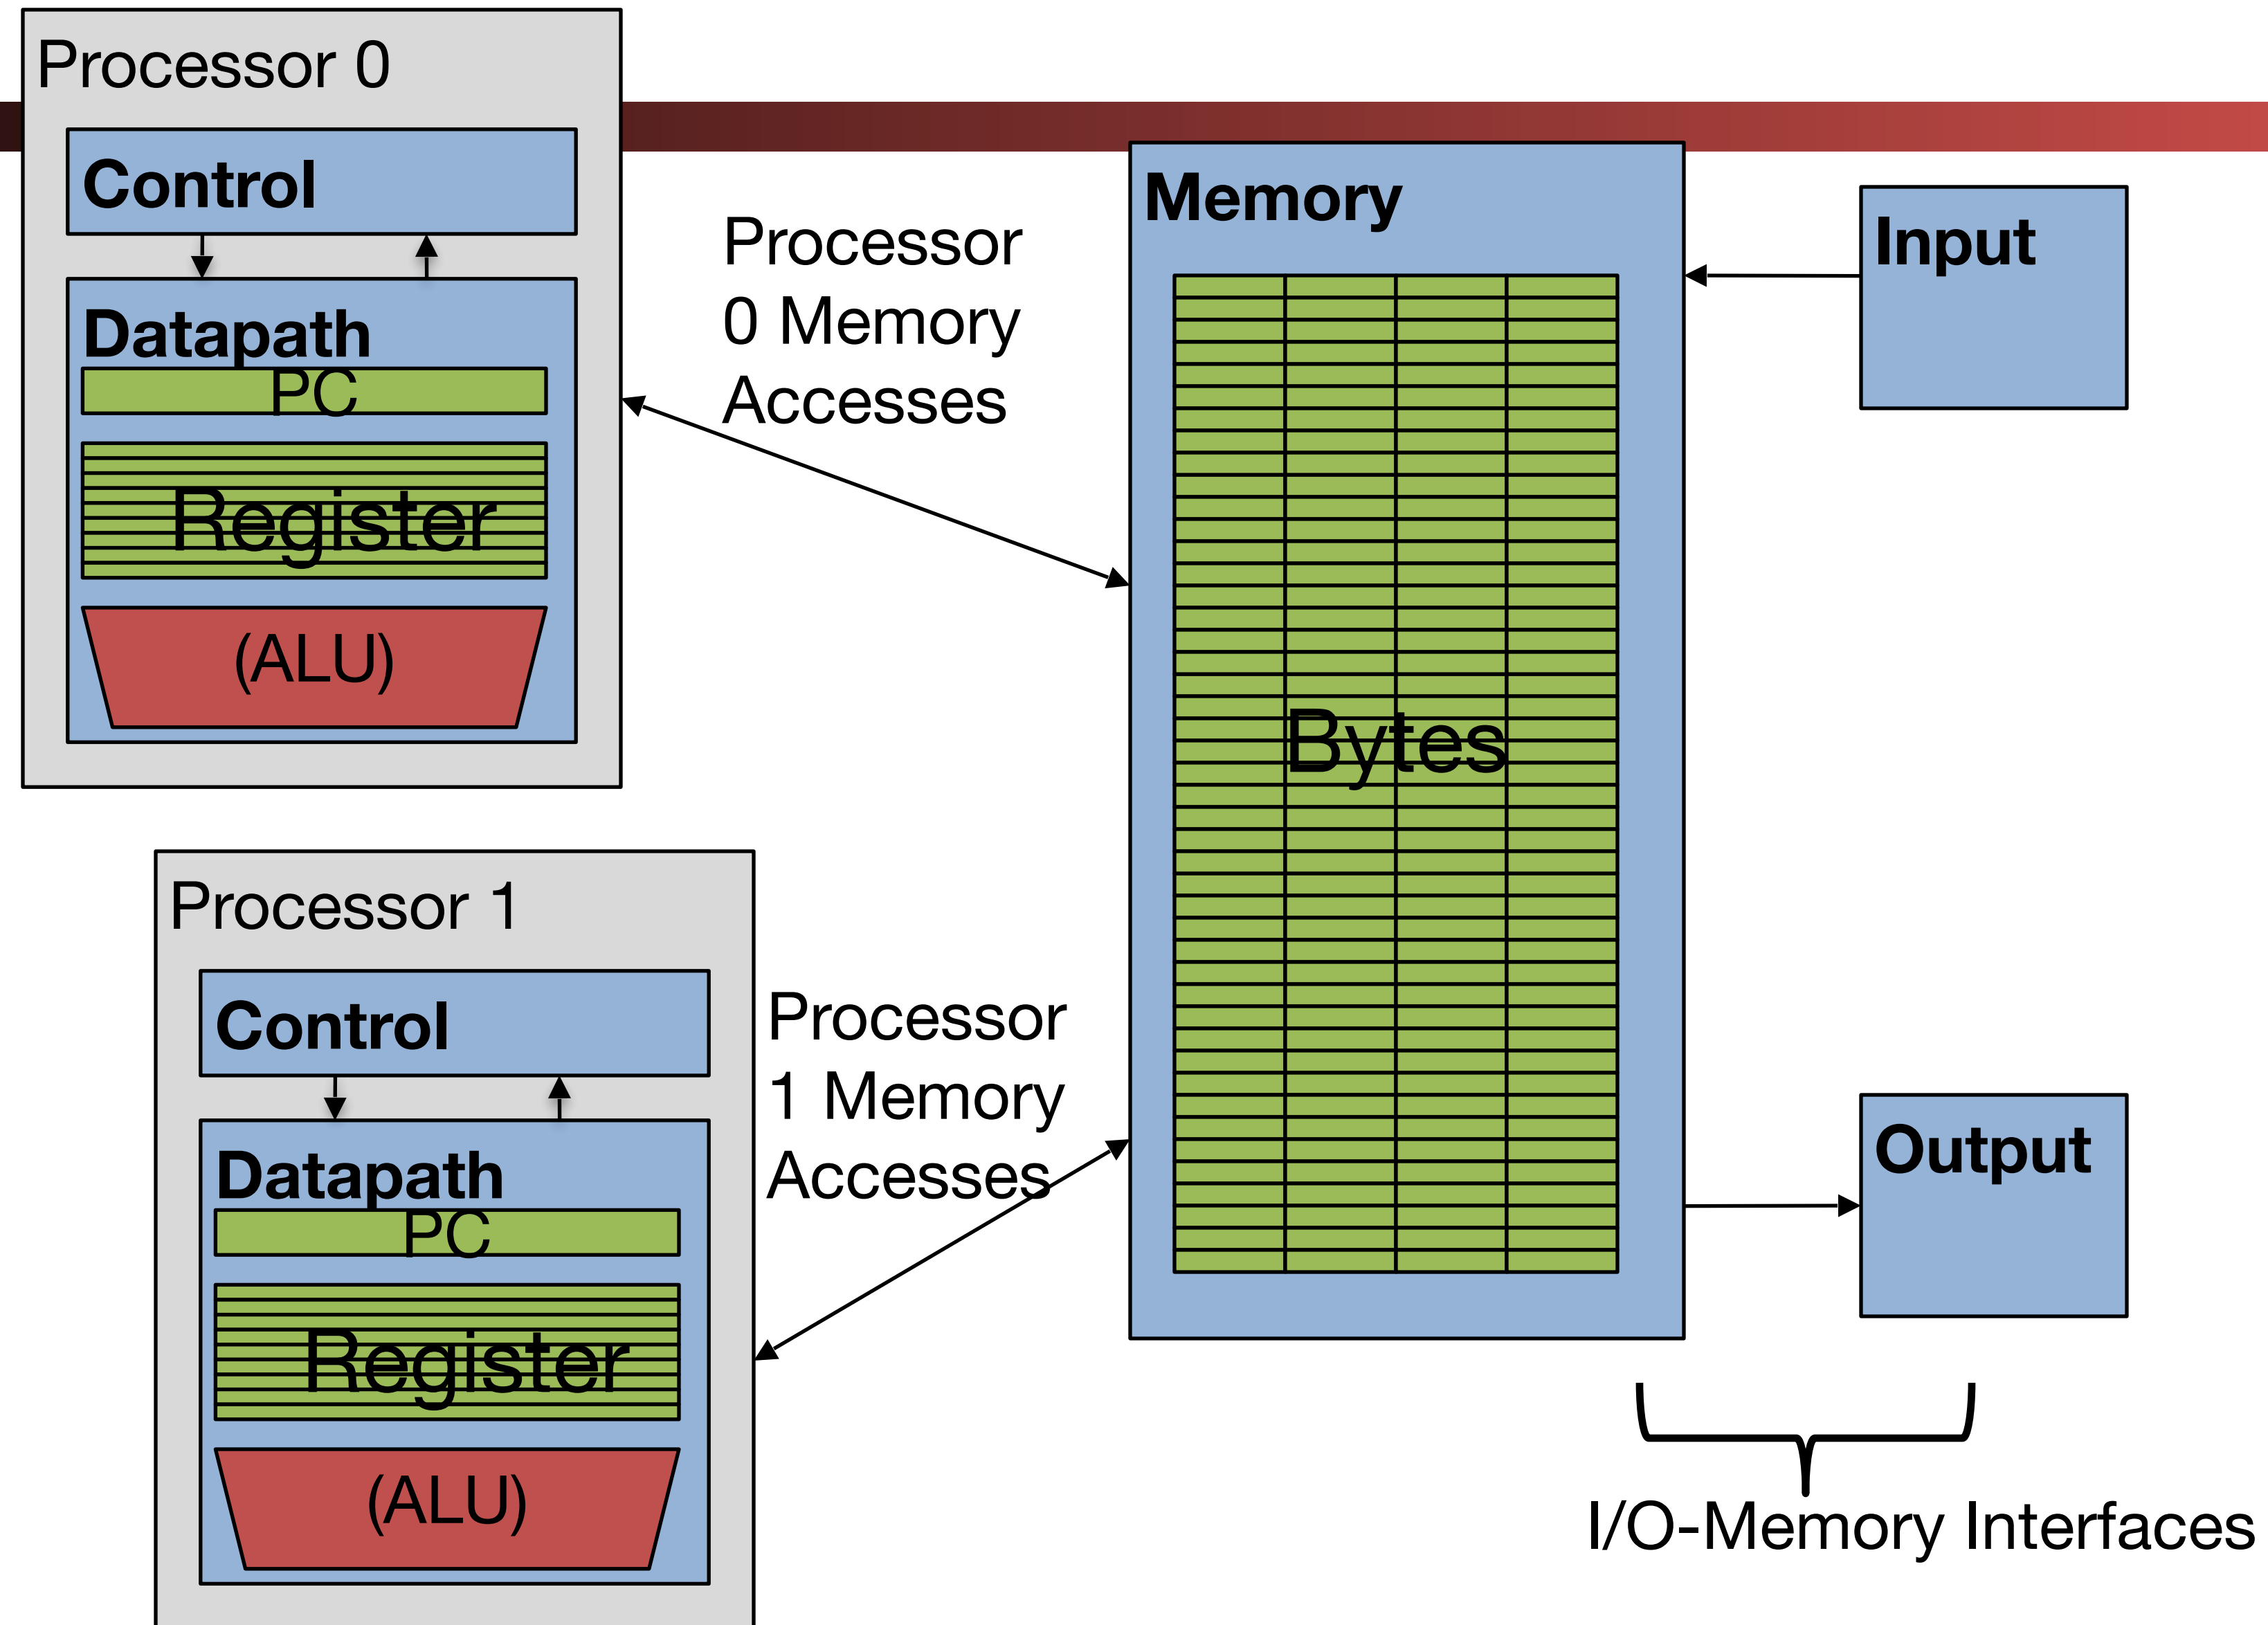 Processor 0
Control
Datapath
PC
Register
(ALU)
Processor
0 Memory
Accesses
Processor 1
Control
Datapath
PC
Register
(ALU)
Processor
1 Memory
Accesses
Memory
Bytes
Input
Output
I/O-Memory Interfaces